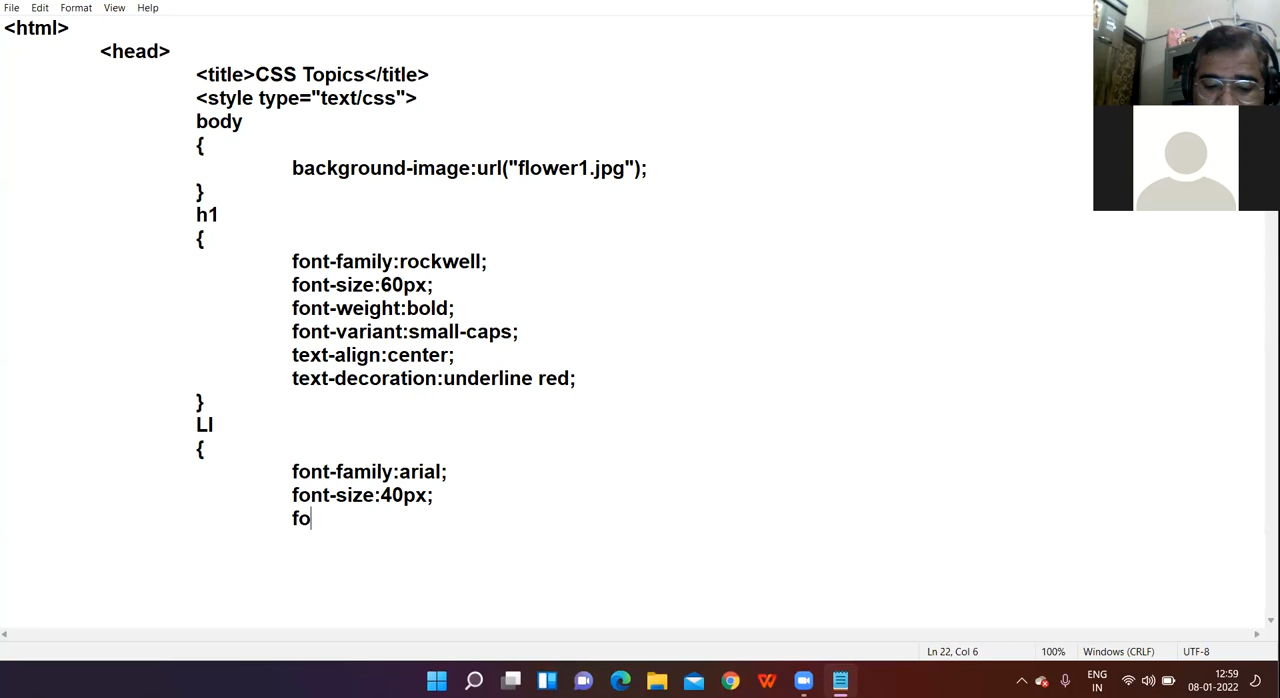 File Edit Format View Help
<html>
<head>
<title>CSS Topics</title>
<style type="text/css">
body
{
background-image:url("flower1.jpg");
}
h1
{
font-family:rockwell;
font-size:60px;
font-weight:bold;
font-variant:small-caps;
text-align:center;
text-decoration:underline red;
}
LI
{
font-family:arial;
font-size:40px;
fo
Ln 22, Col 6 100% Windows (CRLF) UTF-8
ENG 12:59
IN 08-01-2022